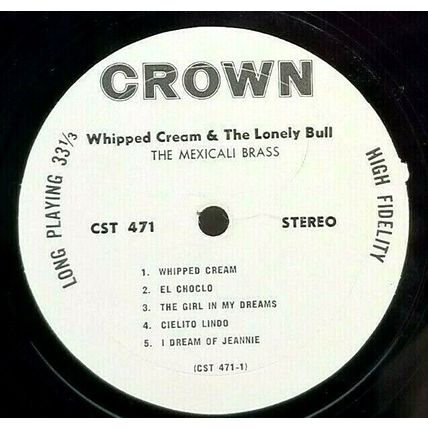 CROWN
Whipped Cream & The Lonely Bull
THE MEXICALI BRASS
LONG PLAYING 33 1/3
HIGH FIDELITY
CST 471
STEREO
1. WHIPPED CREAM
2. EL CHOCLO
3. THE GIRL IN MY DREAMS
4. CIELITO LINDO
5. I DREAM OF JEANNIE
(CST 471-1)